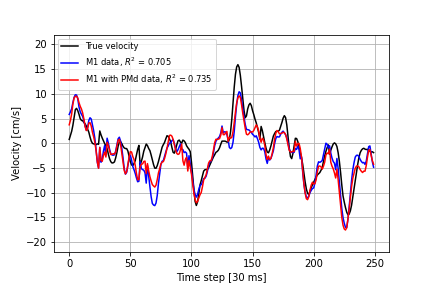 20
15
10
5
0
−5
−10
−15
−20
Velocity [cm/s]
True velocity
M1 data, R² = 0.705
M1 with PMd data, R² = 0.735
0 50 100 150 200 250
Time step [30 ms]